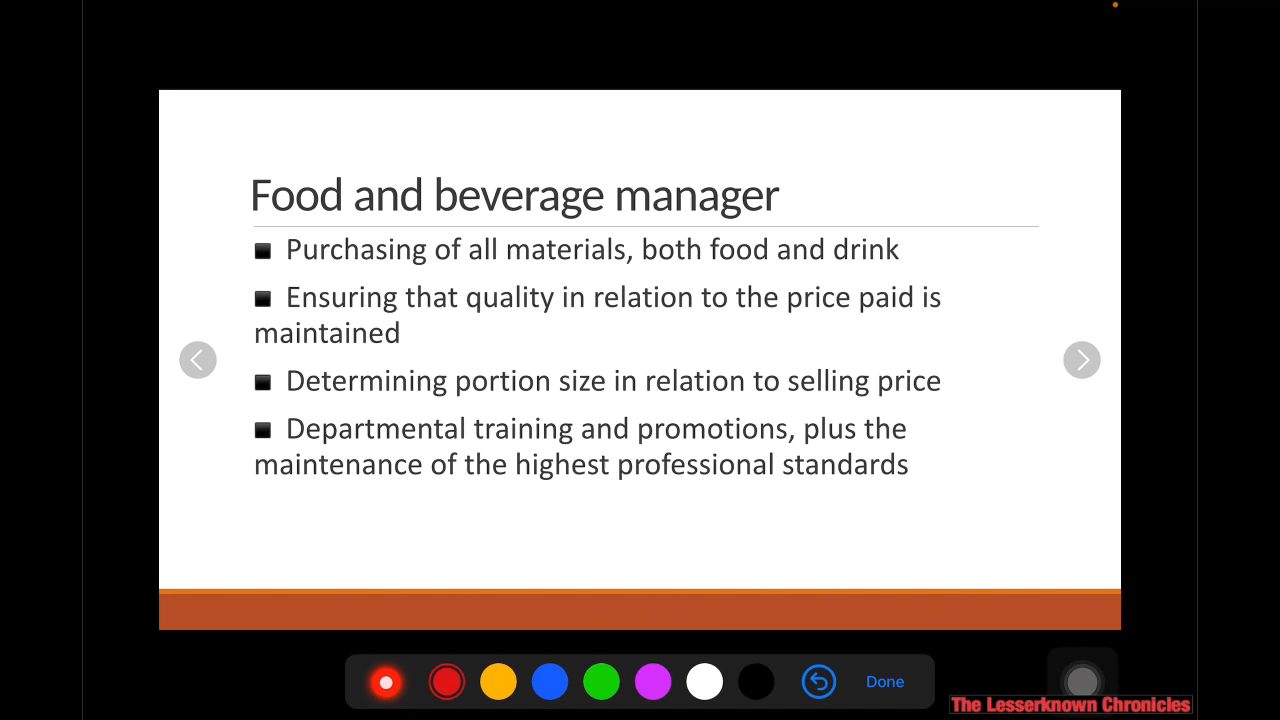 Food and beverage manager
▪ Purchasing of all materials, both food and drink
▪ Ensuring that quality in relation to the price paid is
maintained
▪ Determining portion size in relation to selling price
▪ Departmental training and promotions, plus the
maintenance of the highest professional standards
Done
The Lesserknown Chronicles